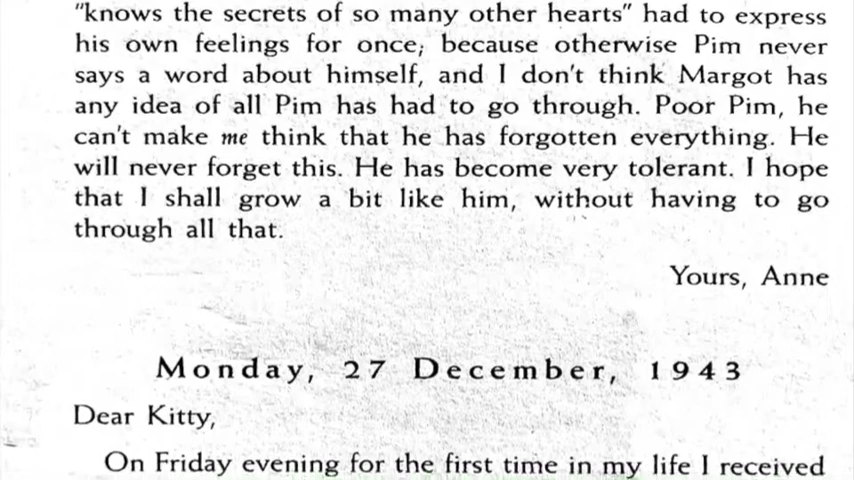 "knows the secrets of so many other hearts" had to express
his own feelings for once; because otherwise Pim never
says a word about himself, and I don't think Margot has
any idea of all Pim has had to go through. Poor Pim, he
can't make me think that he has forgotten everything. He
will never forget this. He has become very tolerant. I hope
that I shall grow a bit like him, without having to go
through all that.
Yours, Anne
Monday, 27 December, 1943
Dear Kitty,
On Friday evening for the first time in my life I received